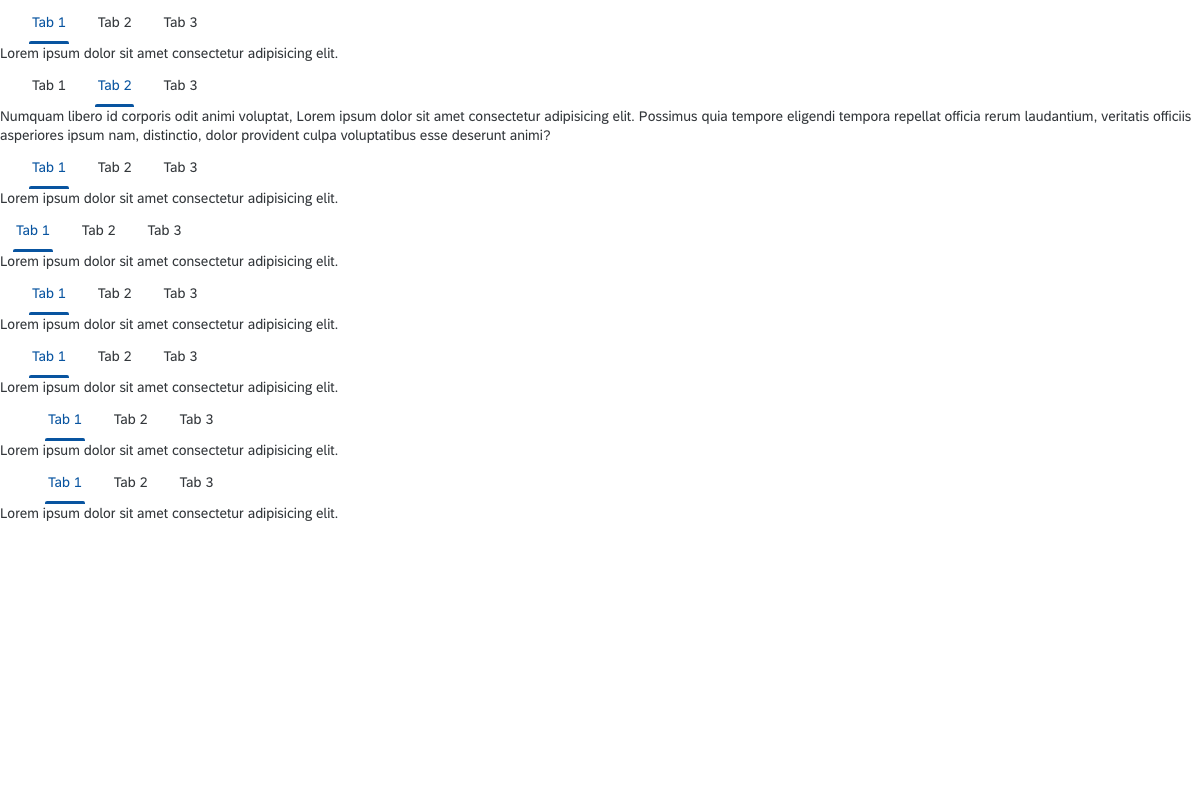 Tab 1 Tab 2 Tab 3
Lorem ipsum dolor sit amet consectetur adipisicing elit.
Tab 1 Tab 2 Tab 3
Numquam libero id corporis odit animi voluptat, Lorem ipsum dolor sit amet consectetur adipisicing elit. Possimus quia tempore eligendi tempora repellat officia rerum laudantium, veritatis officiis
asperiores ipsum nam, distinctio, dolor provident culpa voluptatibus esse deserunt animi?
Tab 1 Tab 2 Tab 3
Lorem ipsum dolor sit amet consectetur adipisicing elit.
Tab 1 Tab 2 Tab 3
Lorem ipsum dolor sit amet consectetur adipisicing elit.
Tab 1 Tab 2 Tab 3
Lorem ipsum dolor sit amet consectetur adipisicing elit.
Tab 1 Tab 2 Tab 3
Lorem ipsum dolor sit amet consectetur adipisicing elit.
Tab 1 Tab 2 Tab 3
Lorem ipsum dolor sit amet consectetur adipisicing elit.
Tab 1 Tab 2 Tab 3
Lorem ipsum dolor sit amet consectetur adipisicing elit.